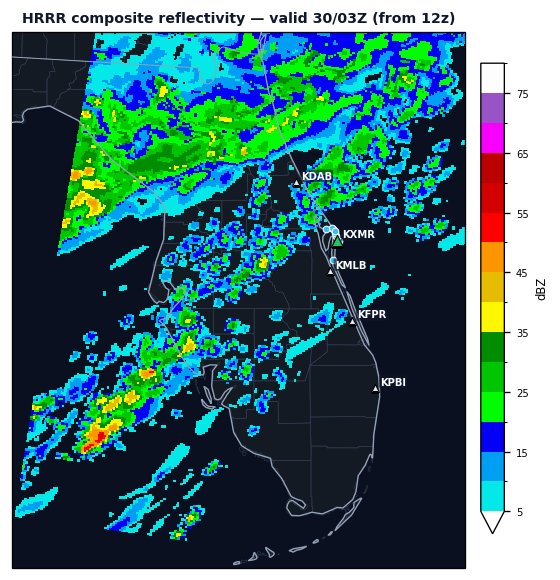 HRRR composite reflectivity — valid 30/03Z (from 12z)
KDAB
KXMR
KMLB
KFPR
KPBI
75
65
55
45
35
25
15
5
dBZ